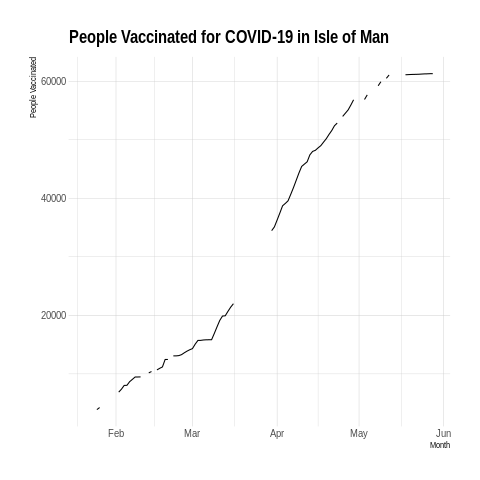 People Vaccinated for COVID-19 in Isle of Man
People Vaccinated
60000
40000
20000
Feb Mar Apr May Jun
Month